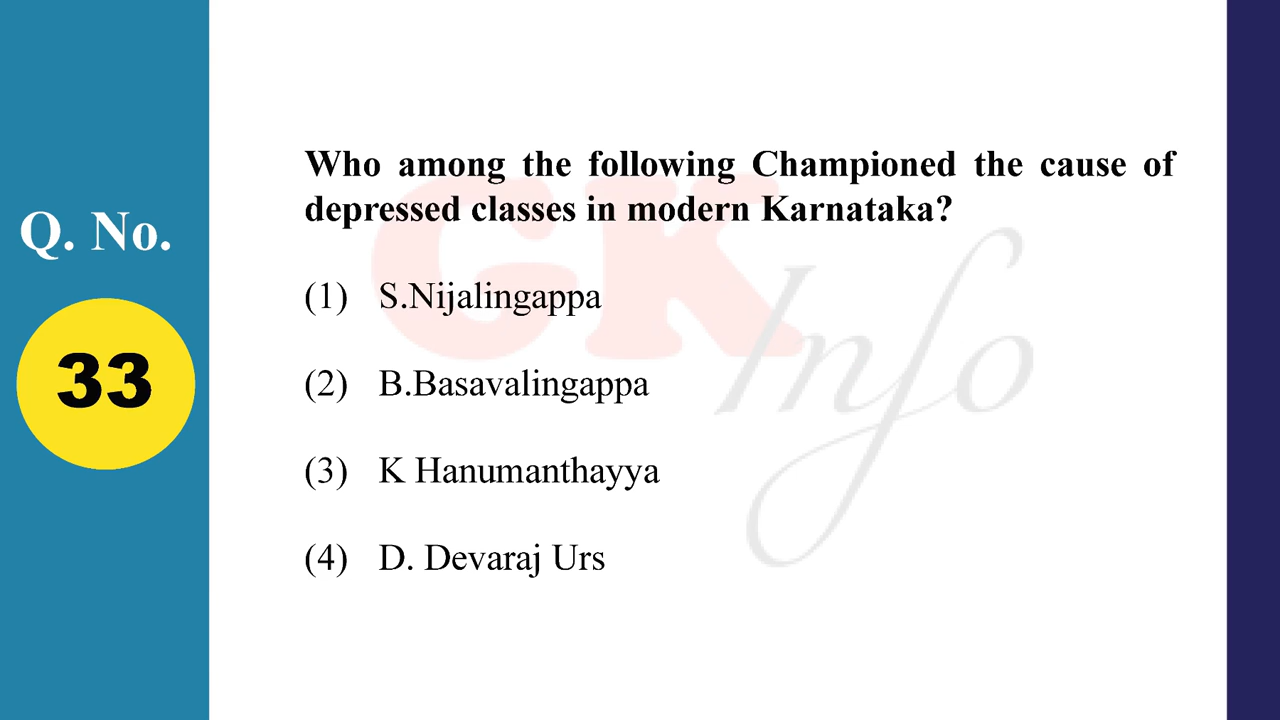 Q. No.
33
Who among the following Championed the cause of
depressed classes in modern Karnataka?
(1) S.Nijalingappa
(2) B.Basavalingappa
(3) K Hanumanthayya
(4) D. Devaraj Urs
GK
Info